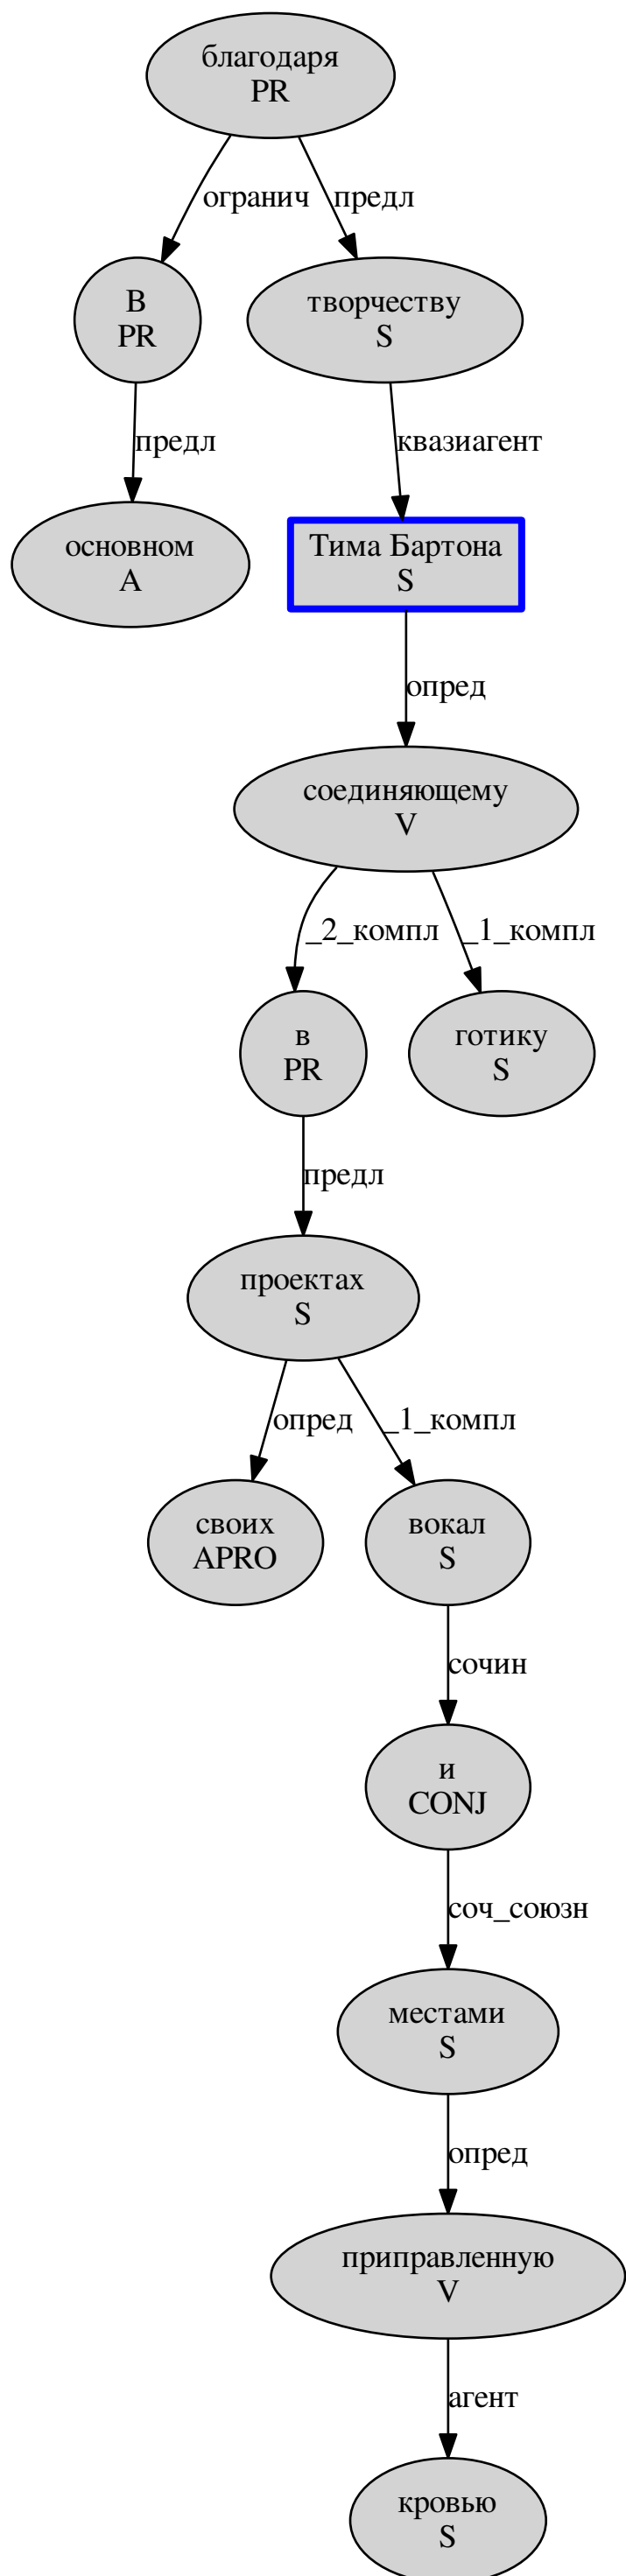 благодаря
PR
огранич
предл
В
PR
творчеству
S
предл
квазиагент
основном
A
Тима Бартона
S
опред
соединяющему
V
_2_компл
_1_компл
в
PR
готику
S
предл
проектах
S
опред
_1_компл
своих
APRO
вокал
S
сочин
и
CONJ
соч_союзн
местами
S
опред
приправленную
V
агент
кровью
S